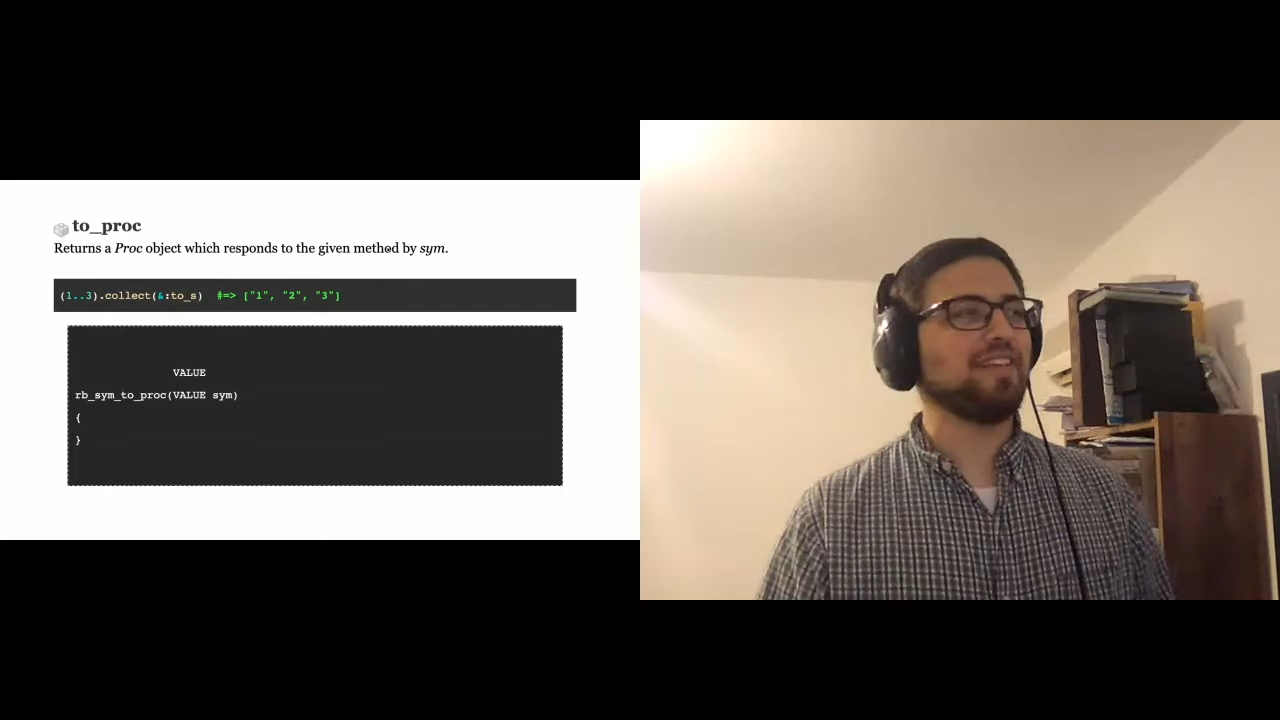 to_proc
Returns a Proc object which responds to the given method by sym.
(1..3).collect(&:to_s)  #=> ["1", "2", "3"]
VALUE
rb_sym_to_proc(VALUE sym)
{
}